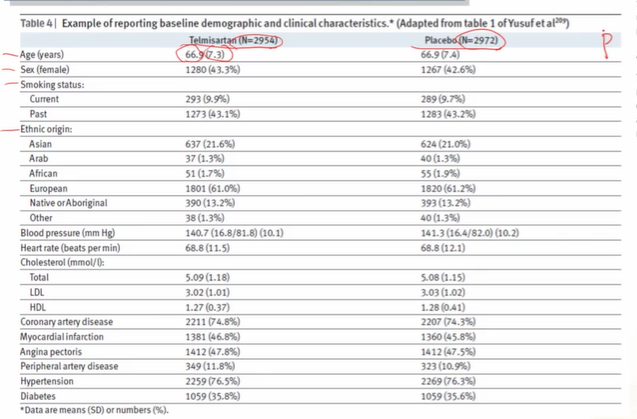 Table 4 | Example of reporting baseline demographic and clinical characteristics.* (Adapted from table 1 of Yusuf et al²⁰⁹)
Telmisartan (N=2954) Placebo (N=2972) P
Age (years) 66.9 (7.3) 66.9 (7.4)
Sex (female) 1280 (43.3%) 1267 (42.6%)
Smoking status:
Current 293 (9.9%) 289 (9.7%)
Past 1273 (43.1%) 1283 (43.2%)
Ethnic origin:
Asian 637 (21.6%) 624 (21.0%)
Arab 37 (1.3%) 40 (1.3%)
African 51 (1.7%) 55 (1.9%)
European 1801 (61.0%) 1820 (61.2%)
Native or Aboriginal 390 (13.2%) 393 (13.2%)
Other 38 (1.3%) 40 (1.3%)
Blood pressure (mm Hg) 140.7 (16.8/81.8) (10.1) 141.3 (16.4/82.0) (10.2)
Heart rate (beats per min) 68.8 (11.5) 68.8 (12.1)
Cholesterol (mmol/l):
Total 5.09 (1.18) 5.08 (1.15)
LDL 3.02 (1.01) 3.03 (1.02)
HDL 1.27 (0.37) 1.28 (0.41)
Coronary artery disease 2211 (74.8%) 2207 (74.3%)
Myocardial infarction 1381 (46.8%) 1360 (45.8%)
Angina pectoris 1412 (47.8%) 1412 (47.5%)
Peripheral artery disease 349 (11.8%) 323 (10.9%)
Hypertension 2259 (76.5%) 2269 (76.3%)
Diabetes 1059 (35.8%) 1059 (35.6%)
*Data are means (SD) or numbers (%).